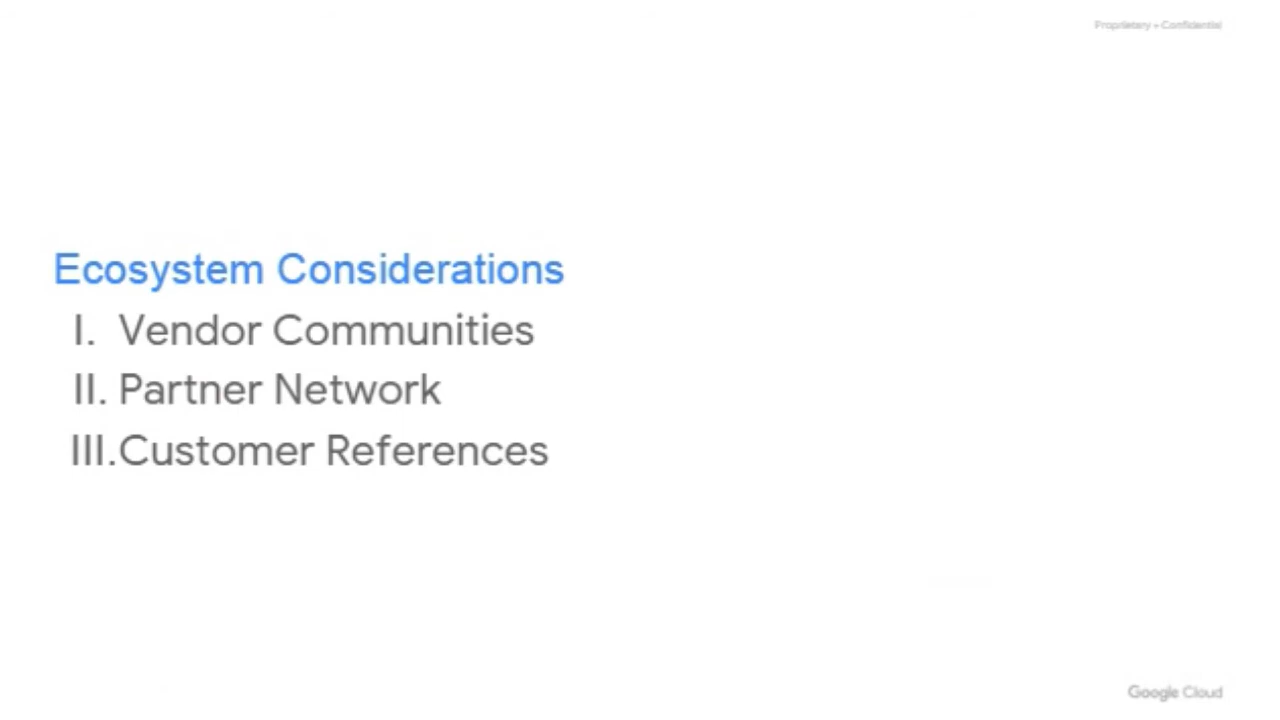 Proprietary + Confidential
Ecosystem Considerations
I. Vendor Communities
II. Partner Network
III.Customer References
Google Cloud